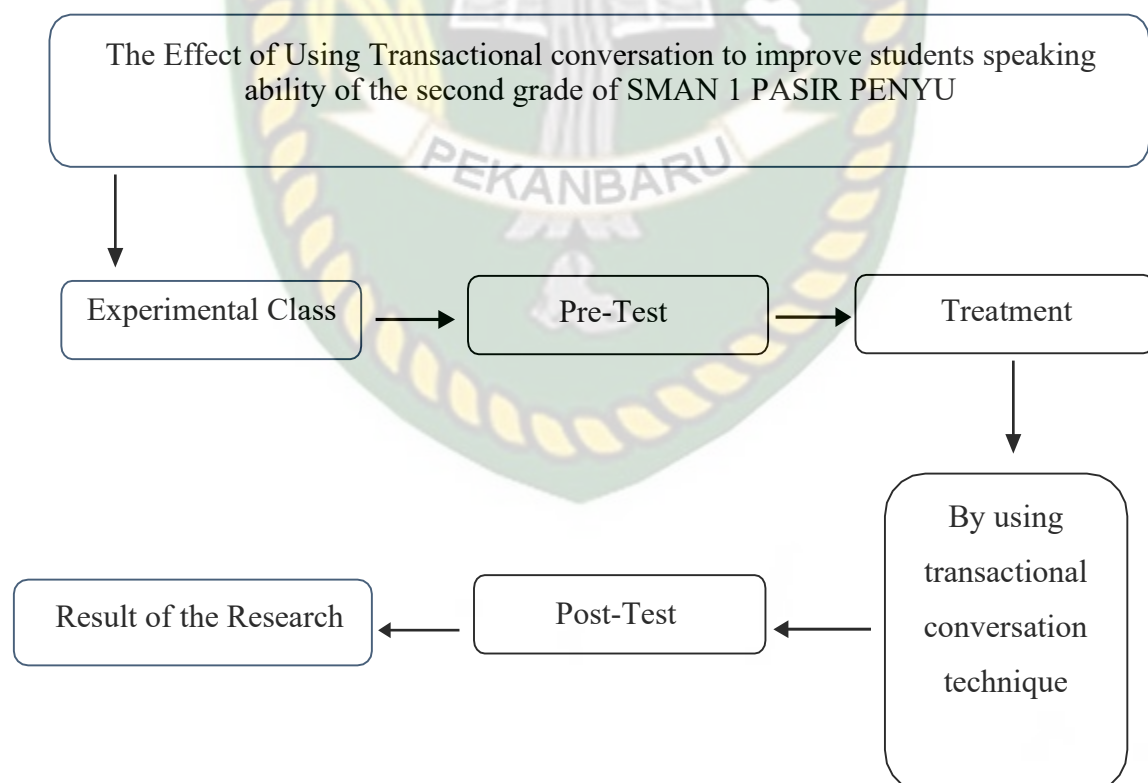 The Effect of Using Transactional conversation to improve students speaking
ability of the second grade of SMAN 1 PASIR PENYU
PEKANBARU
Experimental Class
Pre-Test
Treatment
By using
transactional
conversation
technique
Post-Test
Result of the Research